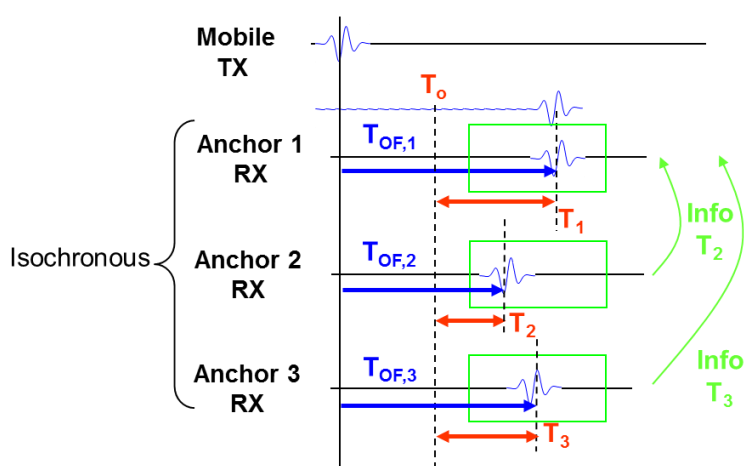 Mobile
TX
To
Anchor 1
RX
TOF,1
T1
Info
T2
Isochronous
Anchor 2
RX
TOF,2
T2
Anchor 3
RX
TOF,3
T3
Info
T3